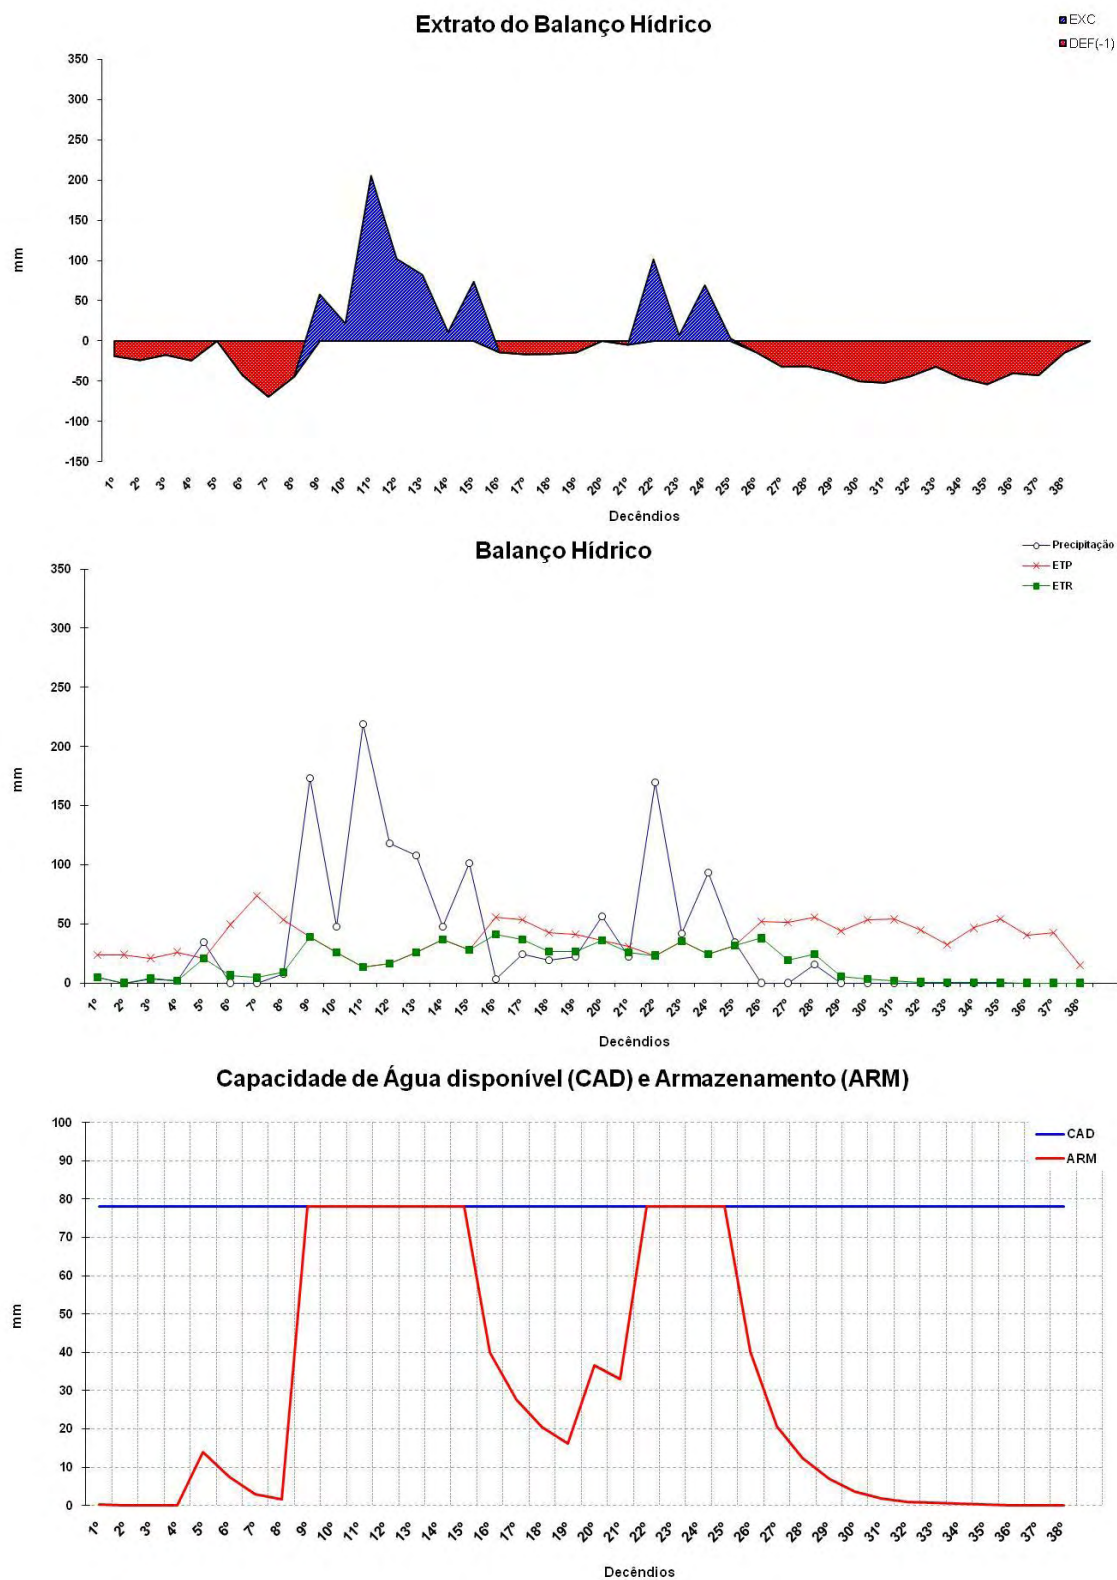 Extrato do Balanço Hídrico
EXC
DEF(-1)
350
300
250
200
150
100
50
0
-50
-100
-150
mm
1º 2º 3º 4º 5º 6º 7º 8º 9º 10º 11º 12º 13º 14º 15º 16º 17º 18º 19º 20º 21º 22º 23º 24º 25º 26º 27º 28º 29º 30º 31º 32º 33º 34º 35º 36º 37º 38º
Decêndios
Balanço Hídrico
Precipitação
ETP
ETR
350
300
250
200
150
100
50
0
mm
1º 2º 3º 4º 5º 6º 7º 8º 9º 10º 11º 12º 13º 14º 15º 16º 17º 18º 19º 20º 21º 22º 23º 24º 25º 26º 27º 28º 29º 30º 31º 32º 33º 34º 35º 36º 37º 38º
Decêndios
Capacidade de Água disponível (CAD) e Armazenamento (ARM)
CAD
ARM
100
90
80
70
60
50
40
30
20
10
0
mm
1º 2º 3º 4º 5º 6º 7º 8º 9º 10º 11º 12º 13º 14º 15º 16º 17º 18º 19º 20º 21º 22º 23º 24º 25º 26º 27º 28º 29º 30º 31º 32º 33º 34º 35º 36º 37º 38º
Decêndios